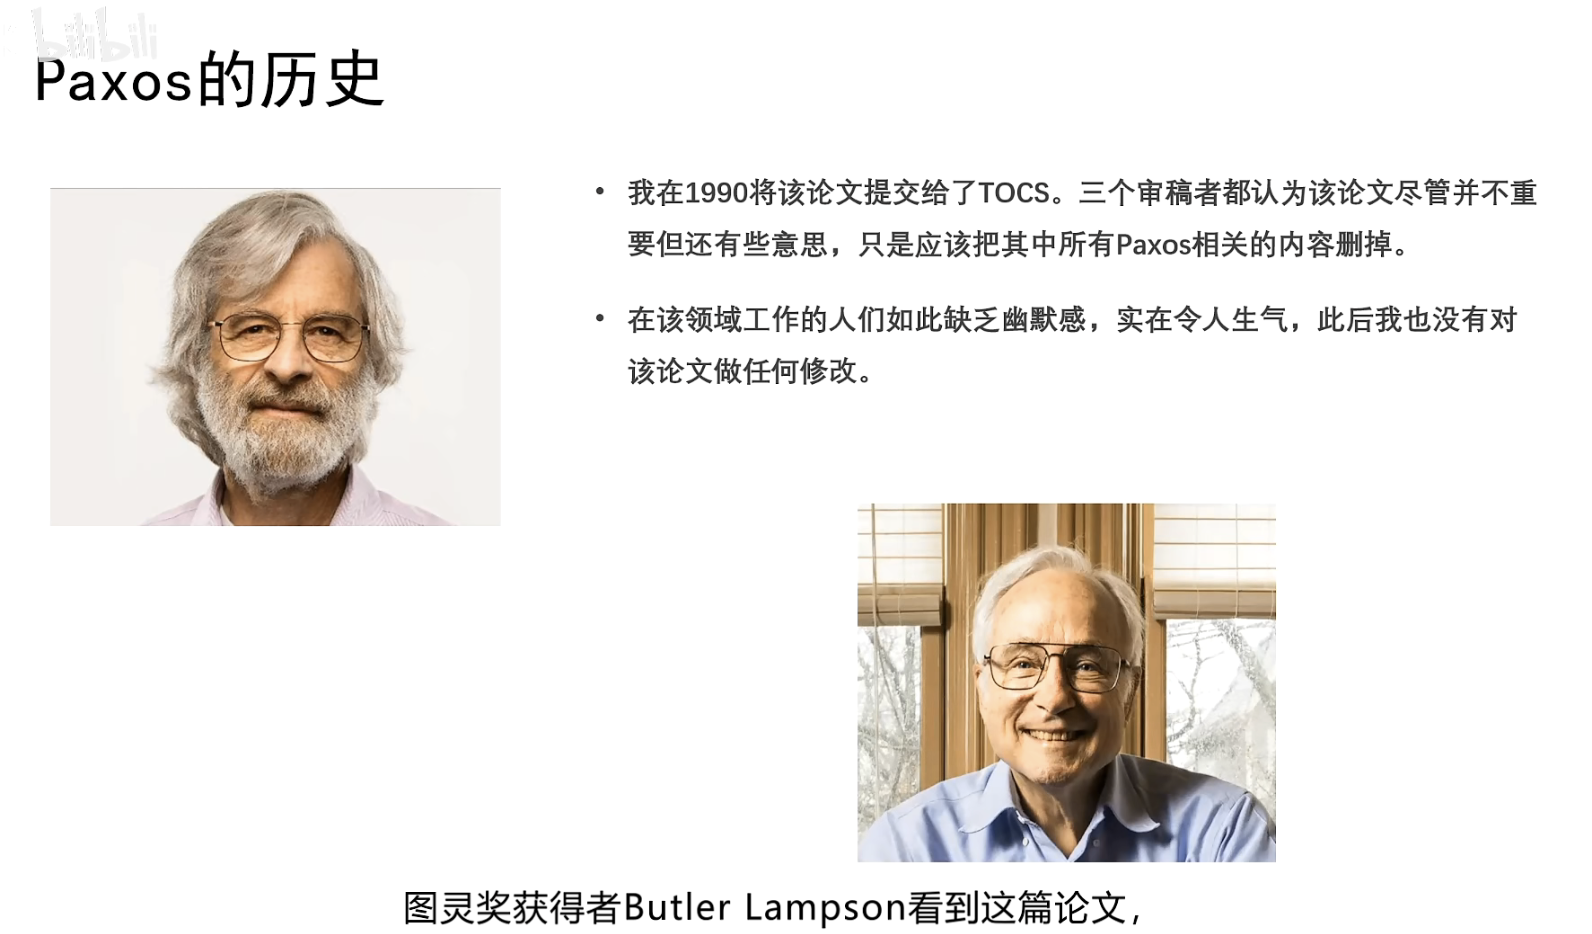 bilibili
Paxos的历史
• 我在1990将该论文提交给了TOCS。三个审稿者都认为该论文尽管并不重
要但还有些意思，只是应该把其中所有Paxos相关的内容删掉。
• 在该领域工作的人们如此缺乏幽默感，实在令人生气，此后我也没有对
该论文做任何修改。
图灵奖获得者Butler Lampson看到这篇论文，